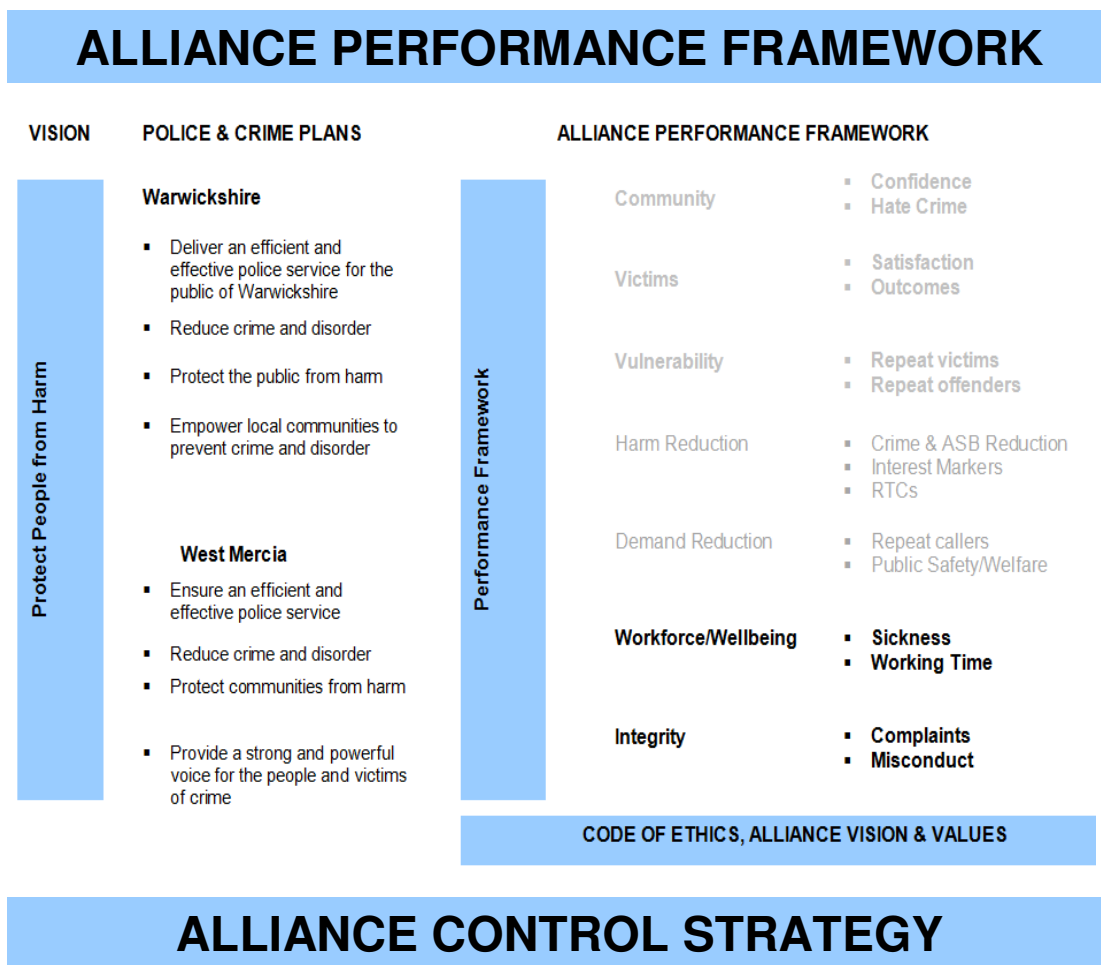 ALLIANCE PERFORMANCE FRAMEWORK
VISION
POLICE & CRIME PLANS
ALLIANCE PERFORMANCE FRAMEWORK
Protect People from Harm
Warwickshire
▪ Deliver an efficient and
effective police service for the
public of Warwickshire
▪ Reduce crime and disorder
▪ Protect the public from harm
▪ Empower local communities to
prevent crime and disorder
West Mercia
▪ Ensure an efficient and
effective police service
▪ Reduce crime and disorder
▪ Protect communities from harm
▪ Provide a strong and powerful
voice for the people and victims
of crime
Performance Framework
Community
▪ Confidence
▪ Hate Crime
Victims
▪ Satisfaction
▪ Outcomes
Vulnerability
▪ Repeat victims
▪ Repeat offenders
Harm Reduction
▪ Crime & ASB Reduction
▪ Interest Markers
▪ RTCs
Demand Reduction
▪ Repeat callers
▪ Public Safety/Welfare
Workforce/Wellbeing
▪ Sickness
▪ Working Time
Integrity
▪ Complaints
▪ Misconduct
CODE OF ETHICS, ALLIANCE VISION & VALUES
ALLIANCE CONTROL STRATEGY